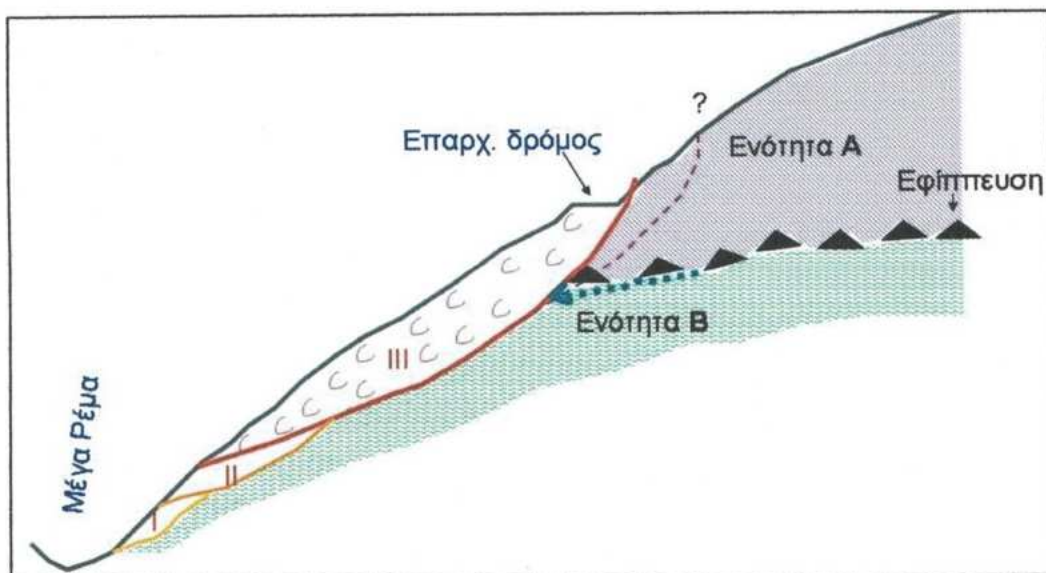 ?
Επαρχ. δρόμος
Ενότητα Α
Εφίππευση
Ενότητα Β
III
Μέγα Ρέμα
II
I